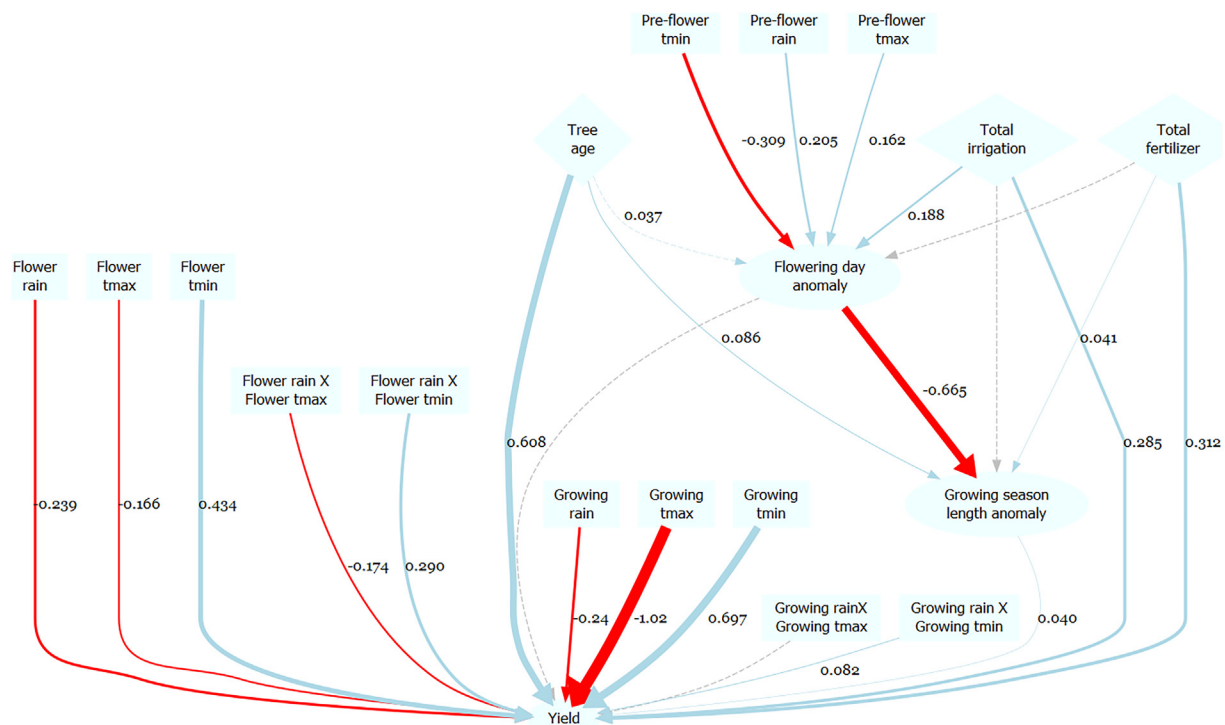 Pre-flower
tmin
Pre-flower
rain
Pre-flower
tmax
Tree
age
Total
irrigation
Total
fertilizer
-0.309
0.205
0.162
0.037
0.188
Flower
rain
Flower
tmax
Flower
tmin
Flowering day
anomaly
0.086
0.041
Flower rain X
Flower tmax
Flower rain X
Flower tmin
-0.665
0.608
0.285
0.312
-0.239
-0.166
0.434
Growing
rain
Growing
tmax
Growing
tmin
Growing season
length anomaly
-0.174
0.290
-0.24
-1.02
0.697
Growing rainX
Growing tmax
Growing rain X
Growing tmin
0.040
0.082
Yield